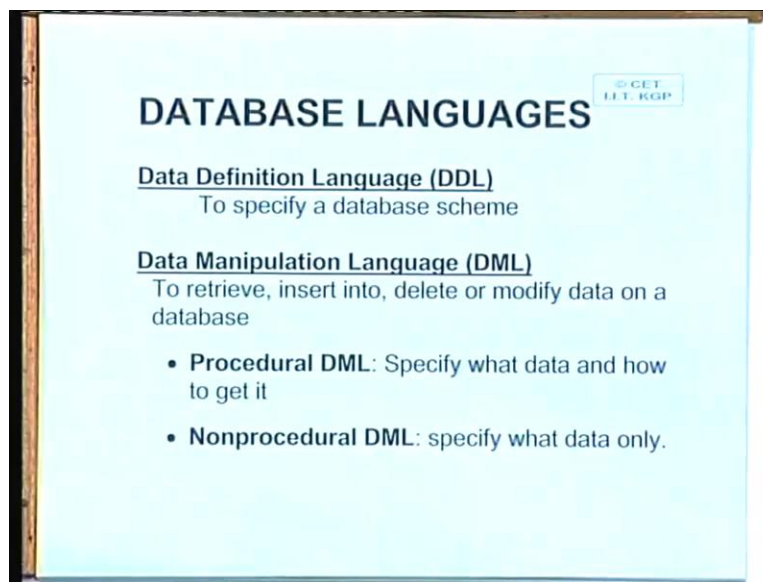 © CET
I.I.T. KGP
DATABASE LANGUAGES
Data Definition Language (DDL)
To specify a database scheme
Data Manipulation Language (DML)
To retrieve, insert into, delete or modify data on a
database
• Procedural DML: Specify what data and how
to get it
• Nonprocedural DML: specify what data only.